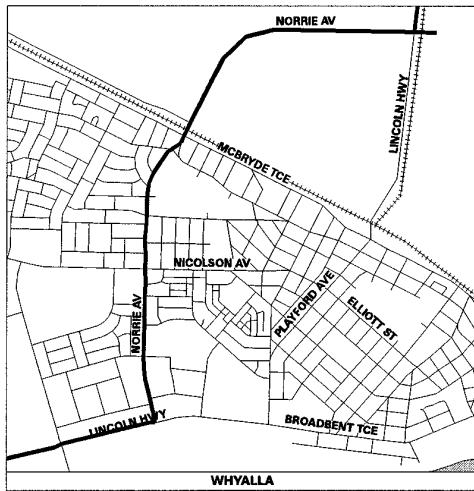 NORRIE AV
LINCOLN HWY
MCBRYDE TCE
NICOLSON AV
PLAYFORD AVE
ELLIOTT ST
NORRIE AV
LINCOLN HWY
BROADBENT TCE
WHYALLA